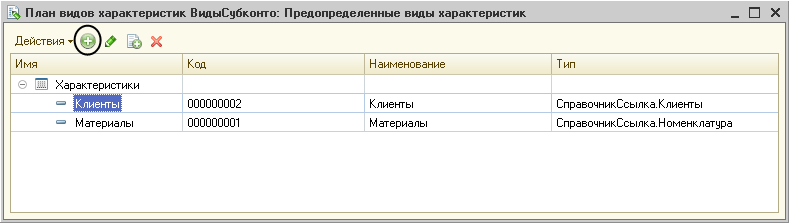 План видов характеристик ВидыСубконто: Предопределенные виды характеристик
Действия
Имя Код Наименование Тип
Характеристики
Клиенты 000000002 Клиенты СправочникСсылка.Клиенты
Материалы 000000001 Материалы СправочникСсылка.Номенклатура